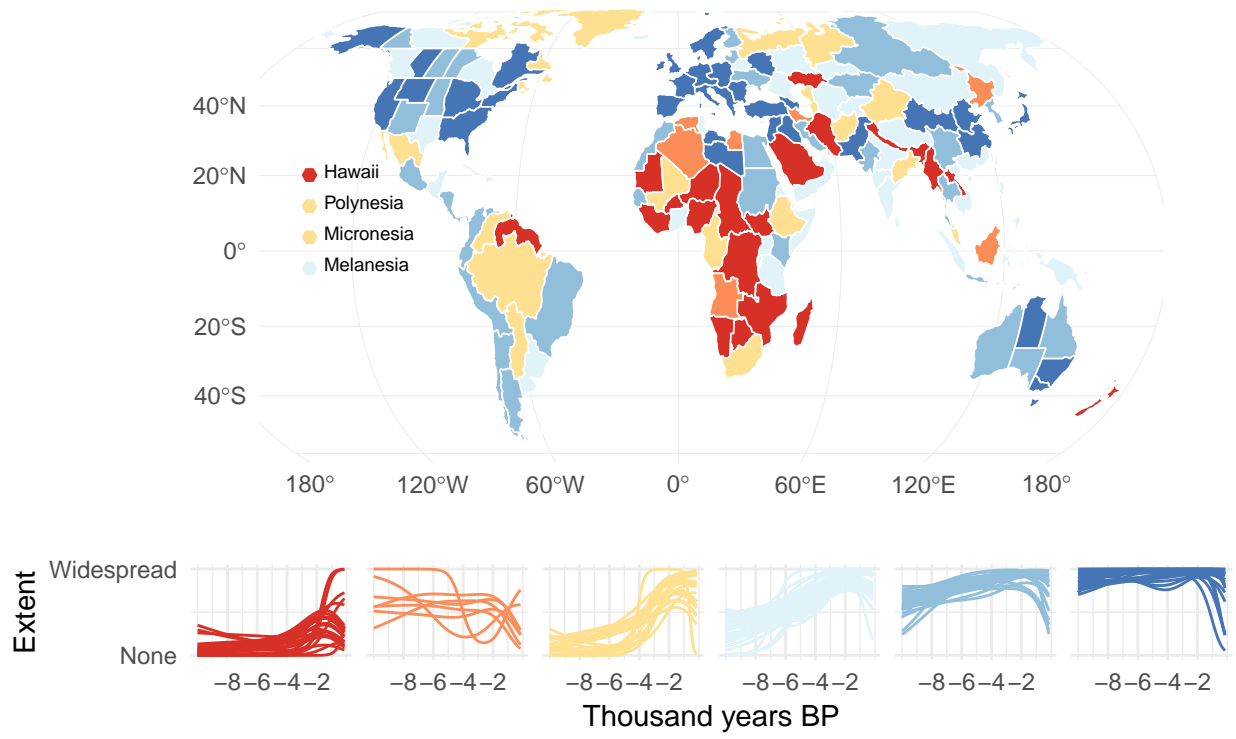 40°N
20°N
0°
20°S
40°S
Hawaii
Polynesia
Micronesia
Melanesia
180° 120°W 60°W 0° 60°E 120°E 180°
Extent
Widespread
None
−8−6−4−2 −8−6−4−2 −8−6−4−2 −8−6−4−2 −8−6−4−2 −8−6−4−2
Thousand years BP